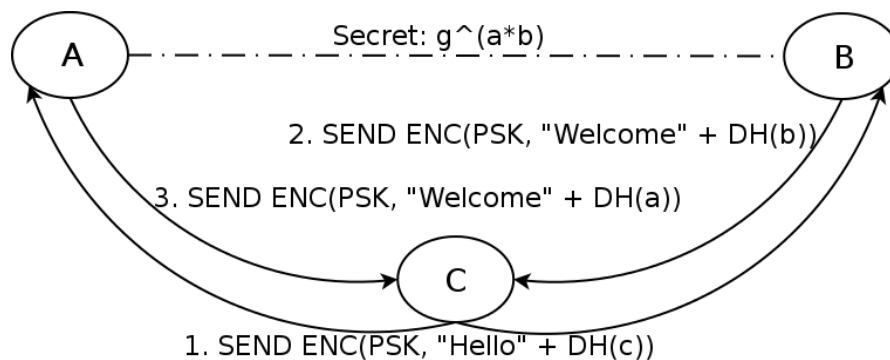 Secret: g^(a*b)
A
B
2. SEND ENC(PSK, "Welcome" + DH(b))
3. SEND ENC(PSK, "Welcome" + DH(a))
C
1. SEND ENC(PSK, "Hello" + DH(c))